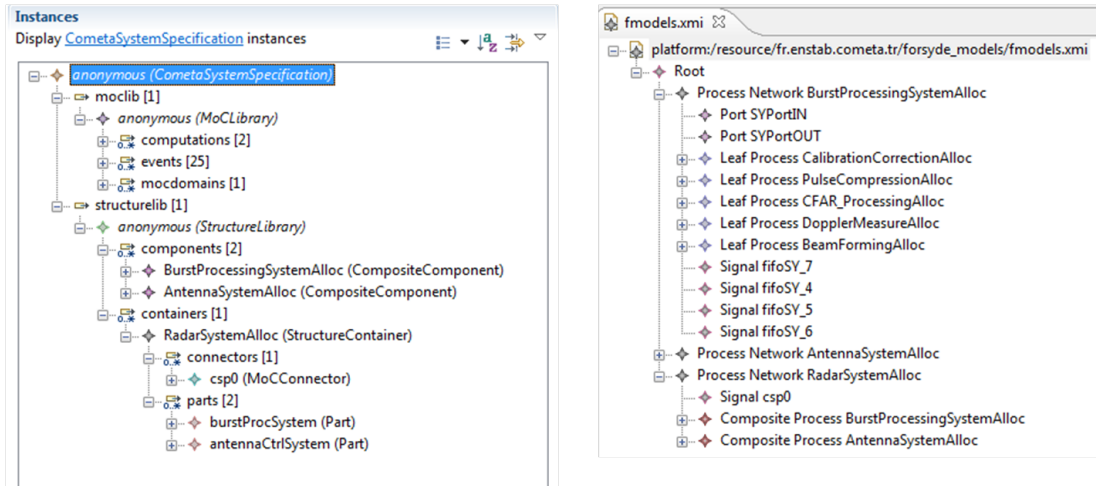 Instances
Display CometaSystemSpecification instances
anonymous (CometaSystemSpecification)
moclib [1]
anonymous (MoCLibrary)
computations [2]
events [25]
mocdomains [1]
structurelib [1]
anonymous (StructureLibrary)
components [2]
BurstProcessingSystemAlloc (CompositeComponent)
AntennaSystemAlloc (CompositeComponent)
containers [1]
RadarSystemAlloc (StructureContainer)
connectors [1]
csp0 (MoCConnector)
parts [2]
burstProcSystem (Part)
antennaCtrlSystem (Part)
fmodels.xmi
platform:/resource/fr.enstab.cometa.tr/forsyde_models/fmodels.xmi
Root
Process Network BurstProcessingSystemAlloc
Port SYPortIN
Port SYPortOUT
Leaf Process CalibrationCorrectionAlloc
Leaf Process PulseCompressionAlloc
Leaf Process CFAR_ProcessingAlloc
Leaf Process DopplerMeasureAlloc
Leaf Process BeamFormingAlloc
Signal fifoSY_7
Signal fifoSY_4
Signal fifoSY_5
Signal fifoSY_6
Process Network AntennaSystemAlloc
Process Network RadarSystemAlloc
Signal csp0
Composite Process BurstProcessingSystemAlloc
Composite Process AntennaSystemAlloc